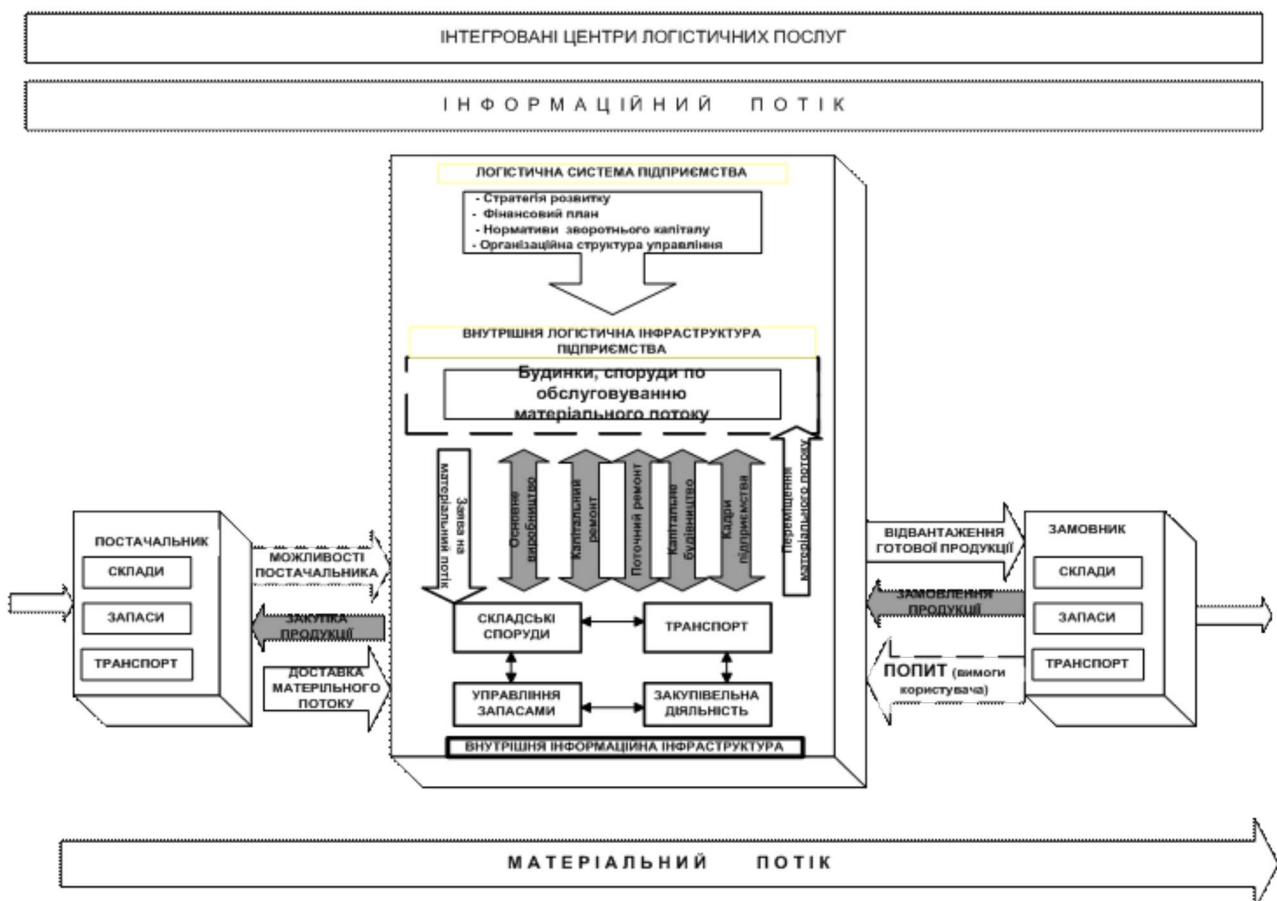 ІНТЕГРОВАНІ ЦЕНТРИ ЛОГІСТИЧНИХ ПОСЛУГ
ІНФОРМАЦІЙНИЙ ПОТІК
ЛОГІСТИЧНА СИСТЕМА ПІДПРИЄМСТВА
- Стратегія розвитку
- Фінансовий план
- Нормативи зворотнього капіталу
- Організаційна структура управління
ВНУТРІШНЯ ЛОГІСТИЧНА ІНФРАСТРУКТУРА
ПІДПРИЄМСТВА
Будинки, споруди по
обслуговуванню
матеріального потоку
Заява на
матеріальний потік
Основне
виробництво
Капітальний
ремонт
Поточний ремонт
Капітальне
будівництво
Кадри
підприємства
Переміщення
матеріального потоку
СКЛАДСЬКІ
СПОРУДИ
ТРАНСПОРТ
УПРАВЛІННЯ
ЗАПАСАМИ
ЗАКУПІВЕЛЬНА
ДІЯЛЬНІСТЬ
ВНУТРІШНЯ ІНФОРМАЦІЙНА ІНФРАСТРУКТУРА
ПОСТАЧАЛЬНИК
СКЛАДИ
ЗАПАСИ
ТРАНСПОРТ
МОЖЛИВОСТІ
ПОСТАЧАЛЬНИКА
ЗАКУПКА
ПРОДУКЦІЇ
ДОСТАВКА
МАТЕРІЛЬНОГО
ПОТОКУ
ВІДВАНТАЖЕННЯ
ГОТОВОЇ ПРОДУКЦІЇ
ЗАМОВЛЕННЯ
ПРОДУКЦІЇ
ПОПИТ (вимоги
користувача)
ЗАМОВНИК
СКЛАДИ
ЗАПАСИ
ТРАНСПОРТ
МАТЕРІАЛЬНИЙ ПОТІК